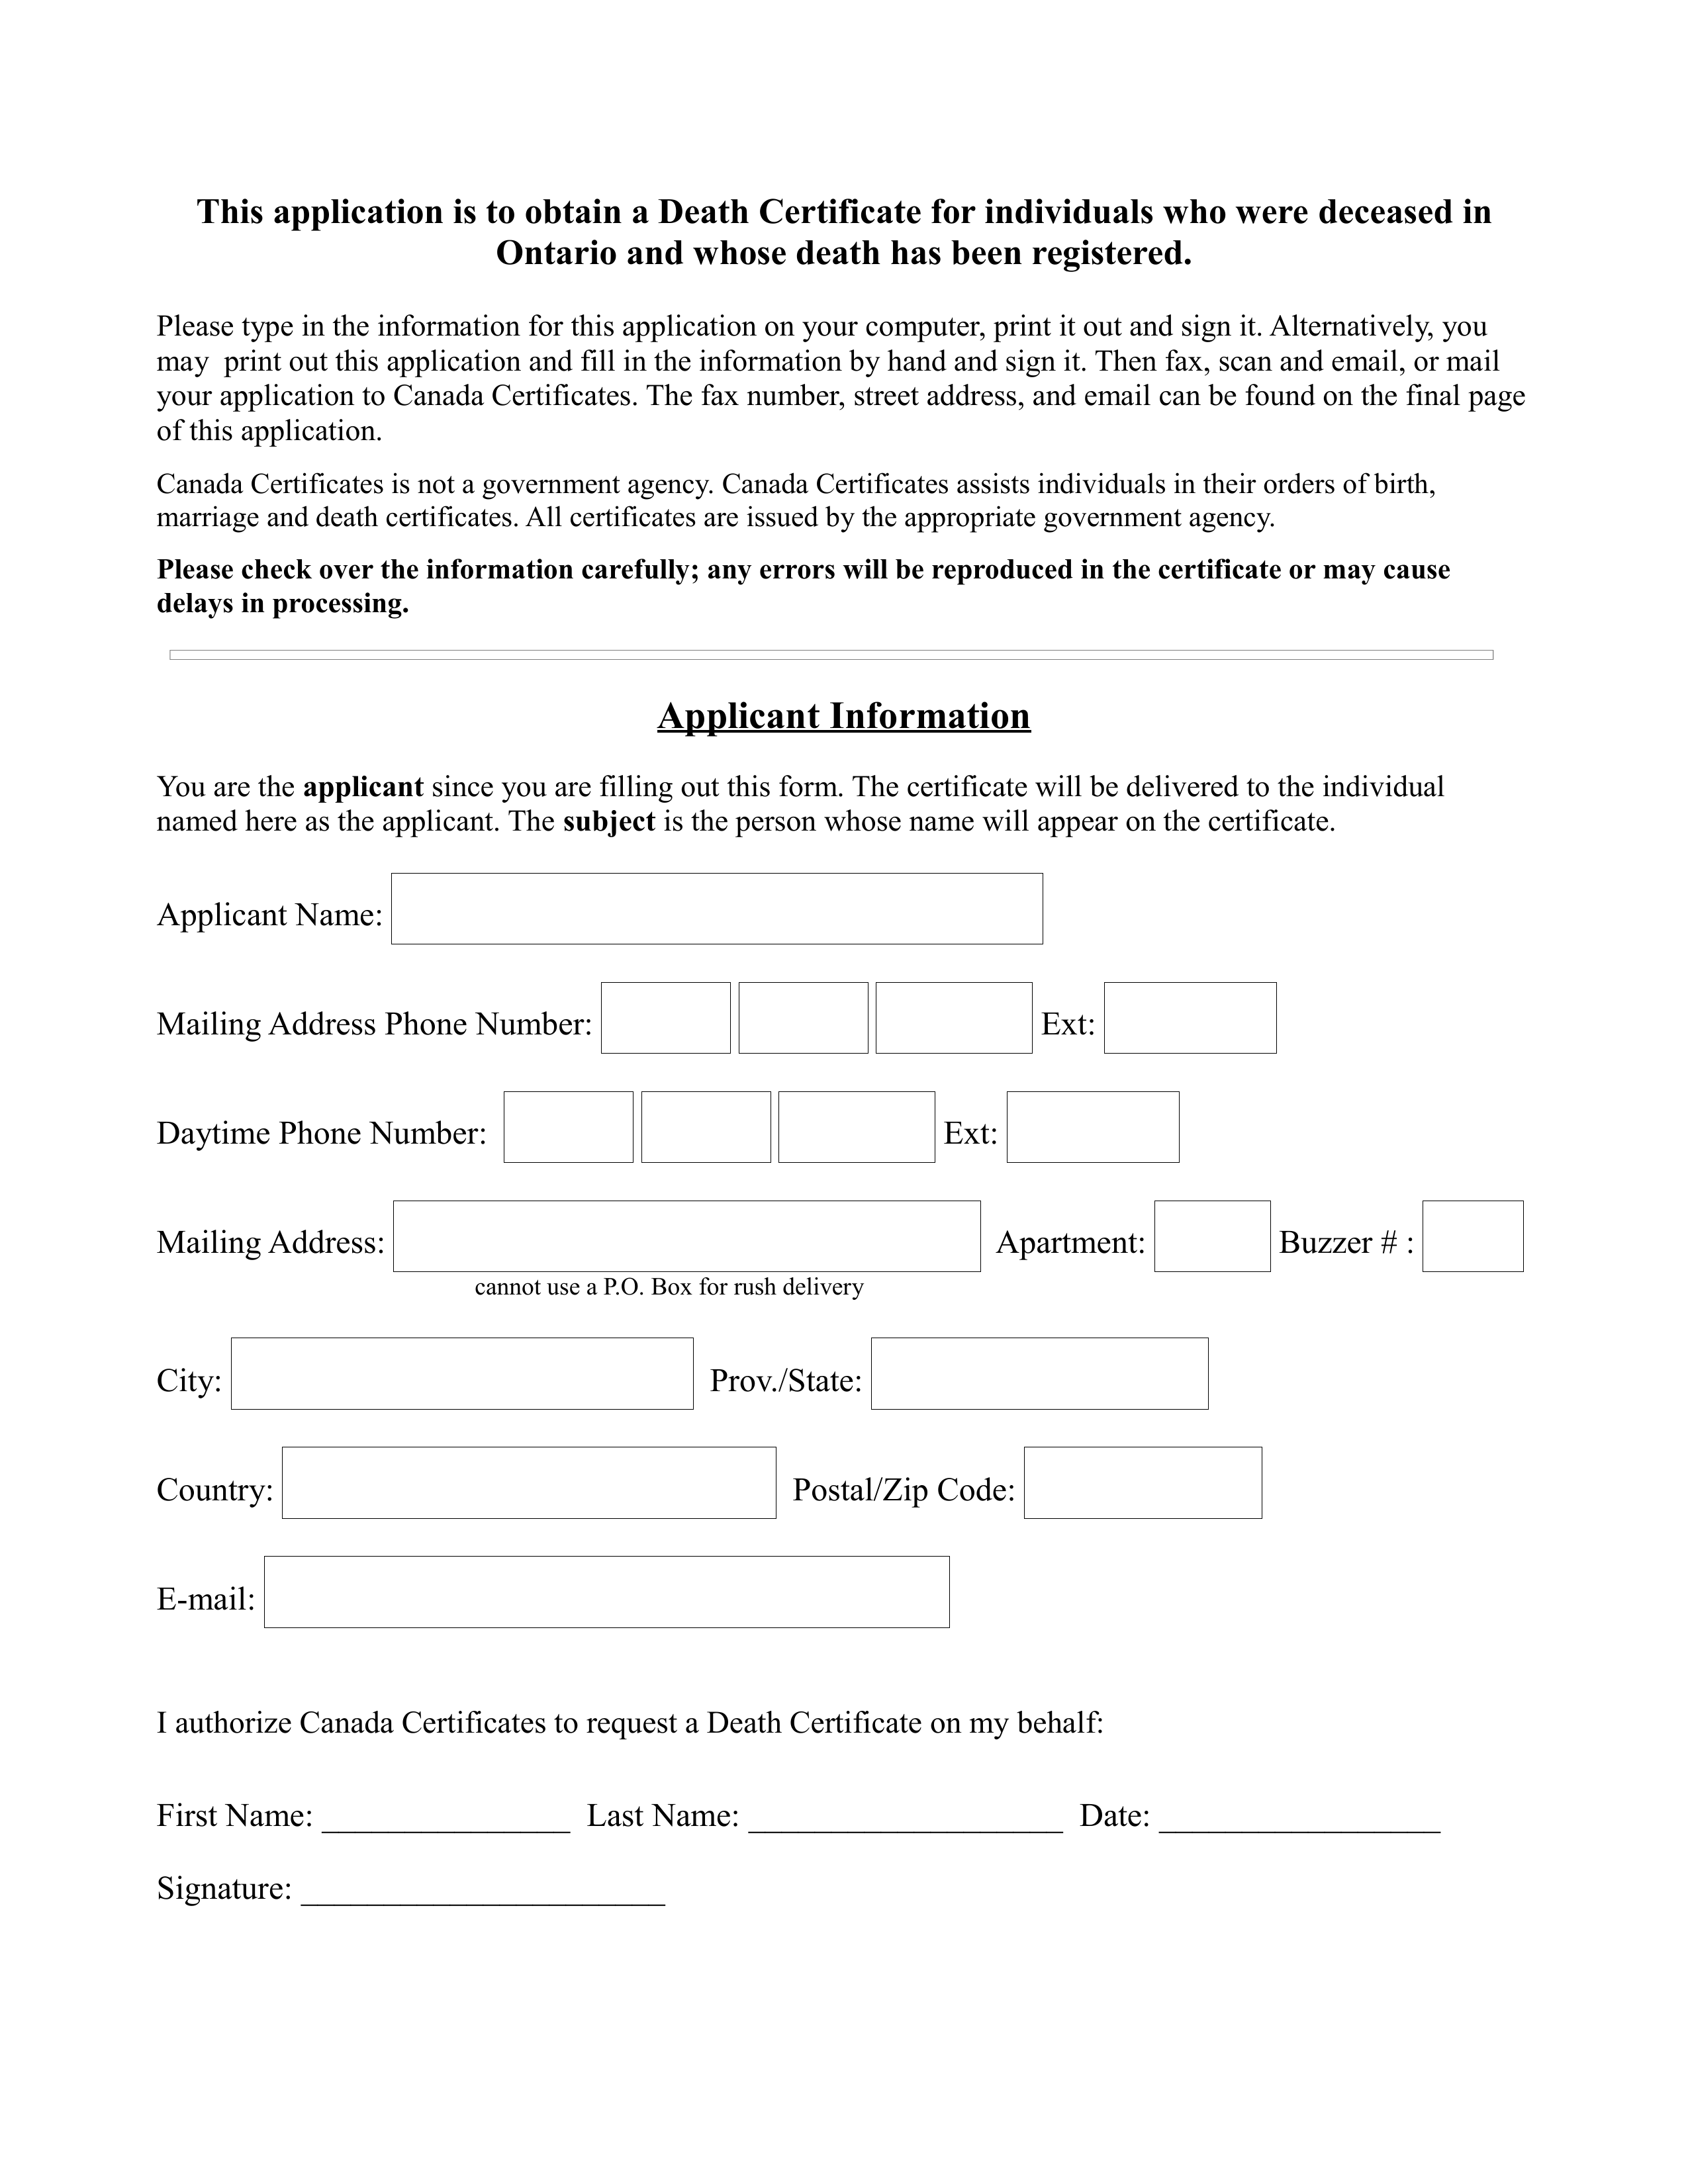 This application is to obtain a Death Certificate for individuals who were deceased in
Ontario and whose death has been registered.
Please type in the information for this application on your computer, print it out and sign it. Alternatively, you
may  print out this application and fill in the information by hand and sign it. Then fax, scan and email, or mail
your application to Canada Certificates. The fax number, street address, and email can be found on the final page
of this application.
Canada Certificates is not a government agency. Canada Certificates assists individuals in their orders of birth,
marriage and death certificates. All certificates are issued by the appropriate government agency.
Please check over the information carefully; any errors will be reproduced in the certificate or may cause
delays in processing.
Applicant Information
You are the applicant since you are filling out this form. The certificate will be delivered to the individual
named here as the applicant. The subject is the person whose name will appear on the certificate.
Applicant Name:
Mailing Address Phone Number: Ext:
Daytime Phone Number: Ext:
Mailing Address: Apartment: Buzzer # :
cannot use a P.O. Box for rush delivery
City: Prov./State:
Country: Postal/Zip Code:
E-mail:
I authorize Canada Certificates to request a Death Certificate on my behalf:
First Name: _______________ Last Name: ___________________ Date: _________________
Signature: ______________________